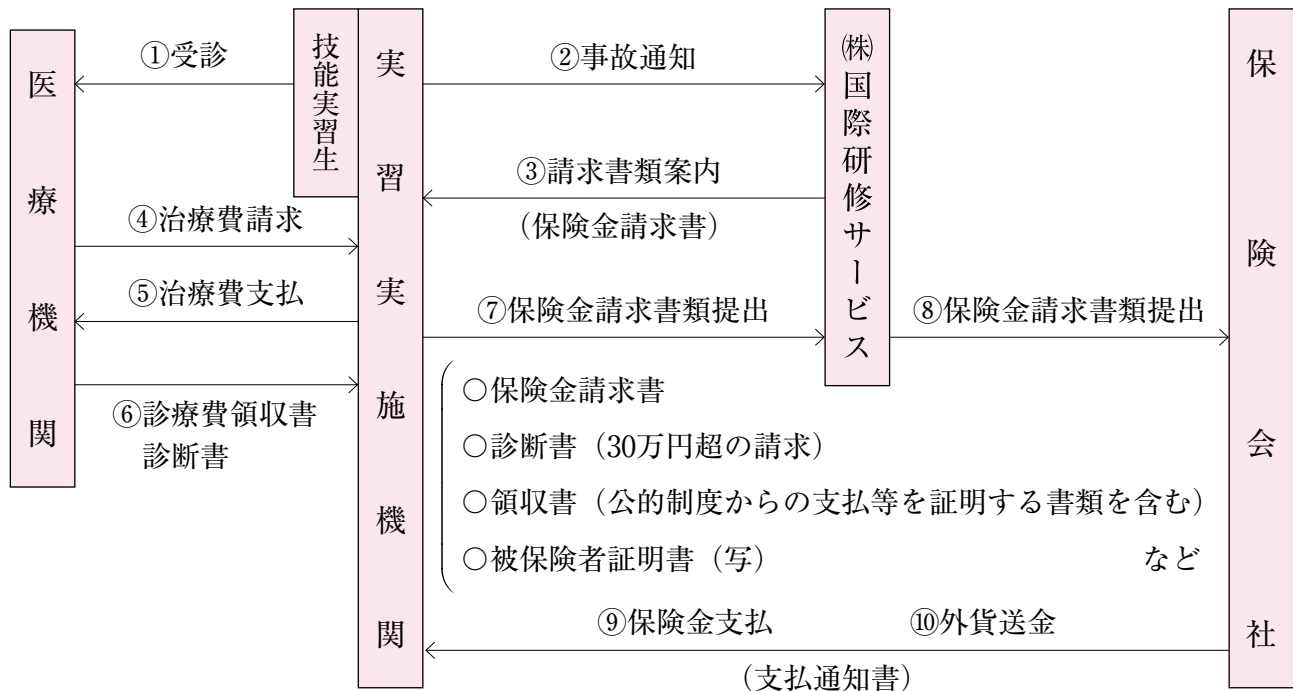 医療機関
①受診
技能実習生
実習実施機関
②事故通知
㈱国際研修サービス
保険会社
③請求書類案内
（保険金請求書）
④治療費請求
⑤治療費支払
⑥診療費領収書
診断書
⑦保険金請求書類提出
⑧保険金請求書類提出
○保険金請求書
○診断書（30万円超の請求）
○領収書（公的制度からの支払等を証明する書類を含む）
○被保険者証明書（写） など
⑨保険金支払 ⑩外貨送金
（支払通知書）